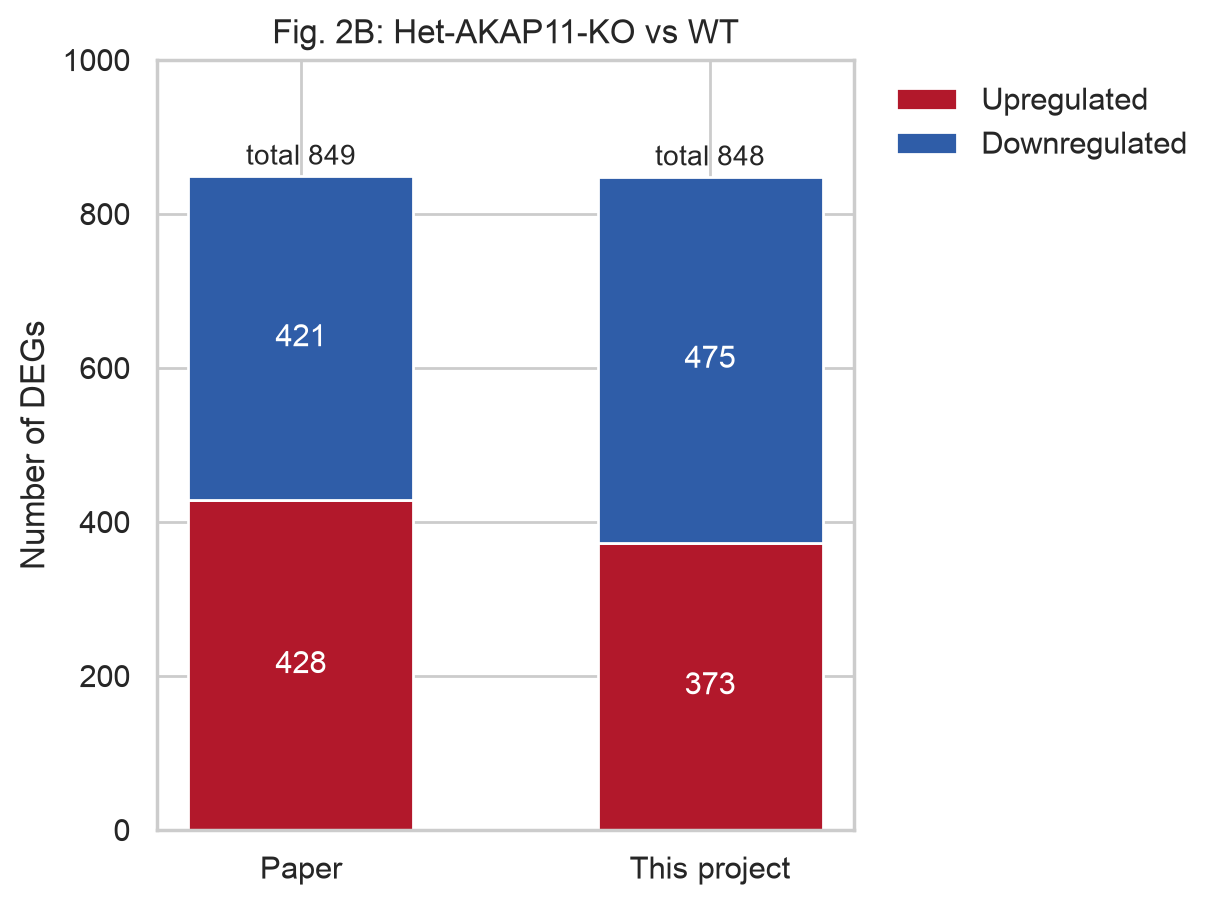 Fig. 2B: Het-AKAP11-KO vs WT
1000
800
600
400
200
0
Number of DEGs
total 849
421
428
total 848
475
373
Paper
This project
Upregulated
Downregulated